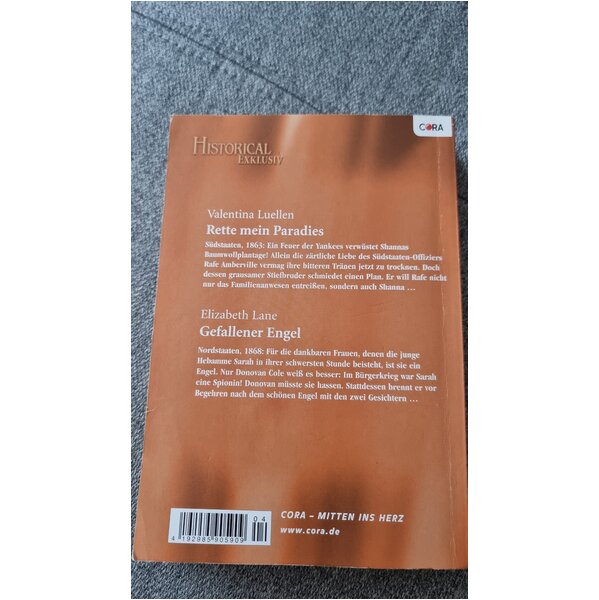 CORA
HISTORICAL
EXKLUSIV
Valentina Luellen
Rette mein Paradies
Südstaaten, 1863: Ein Feuer der Yankees verwüstet Shannas
Baumwollplantage! Allein die zärtliche Liebe des Südstaaten-Offiziers
Rafe Amberville vermag ihre bitteren Tränen jetzt zu trocknen. Doch
dessen grausamer Stiefbruder schmiedet einen Plan. Er will Rafe nicht
nur das Familienanwesen entreißen, sondern auch Shanna ...
Elizabeth Lane
Gefallener Engel
Nordstaaten, 1868: Für die dankbaren Frauen, denen die junge
Hebamme Sarah in ihrer schwersten Stunde beisteht, ist sie ein
Engel. Nur Donovan Cole weiß es besser: Im Bürgerkrieg war Sarah
eine Spionin! Donovan müsste sie hassen. Stattdessen brennt er vor
Begehren nach dem schönen Engel mit den zwei Gesichtern ...
04
4 192985 905909
CORA – MITTEN INS HERZ
www.cora.de